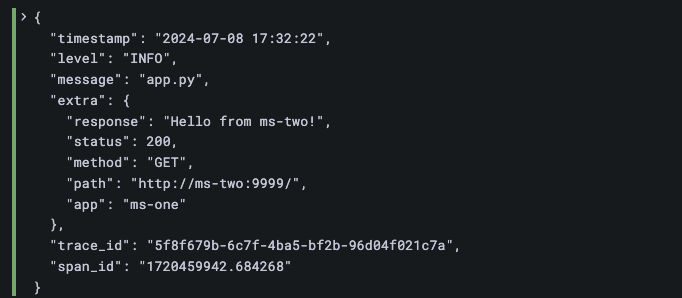 > {
"timestamp": "2024-07-08 17:32:22",
"level": "INFO",
"message": "app.py",
"extra": {
"response": "Hello from ms-two!",
"status": 200,
"method": "GET",
"path": "http://ms-two:9999/",
"app": "ms-one"
},
"trace_id": "5f8f679b-6c7f-4ba5-bf2b-96d04f021c7a",
"span_id": "1720459942.684268"
}